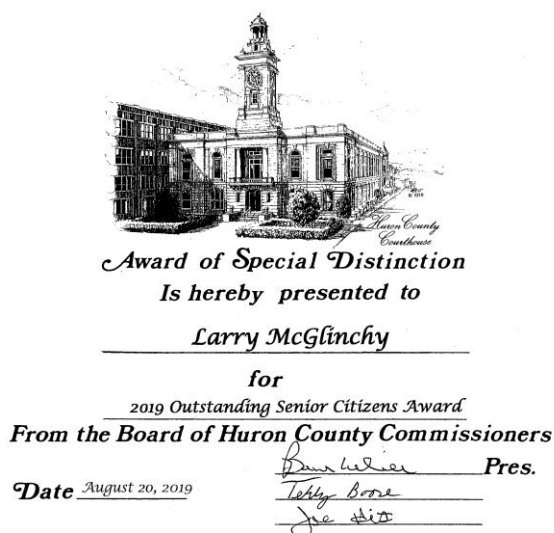 Huron County
Courthouse
Award of Special Distinction
Is hereby presented to
Larry McGlinchy
for
2019 Outstanding Senior Citizens Award
From the Board of Huron County Commissioners
Pres.
Date August 20, 2019
Terry Boose
Joe Hintz